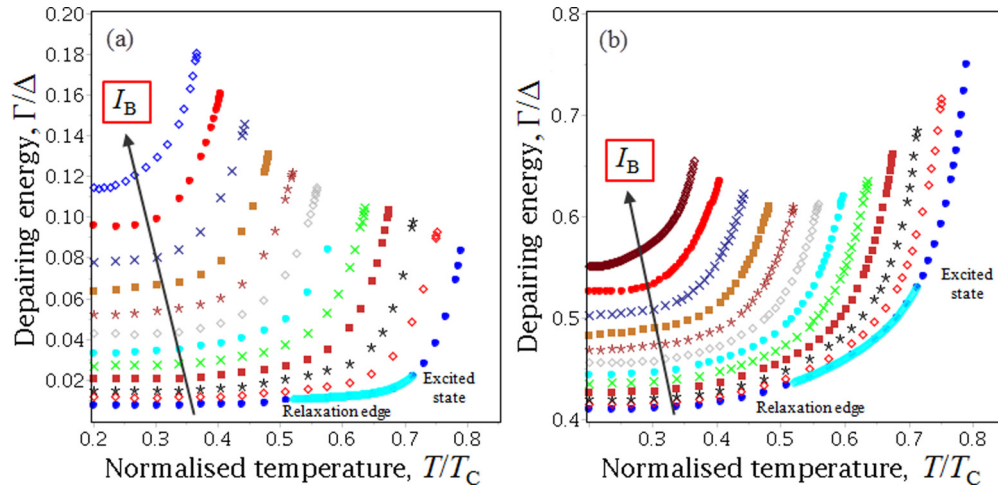 (a)
0.20
0.18
0.16
0.14
0.12
0.10
0.08
0.06
0.04
0.02
Depairing energy, Γ/Δ
I_B
Relaxation edge
Excited
state
0.2 0.3 0.4 0.5 0.6 0.7 0.8
Normalised temperature, T/T_C
(b)
0.8
0.7
0.6
0.5
0.4
Depairing energy, Γ/Δ
I_B
Relaxation edge
Excited
state
0.3 0.4 0.5 0.6 0.7 0.8
Normalised temperature, T/T_C